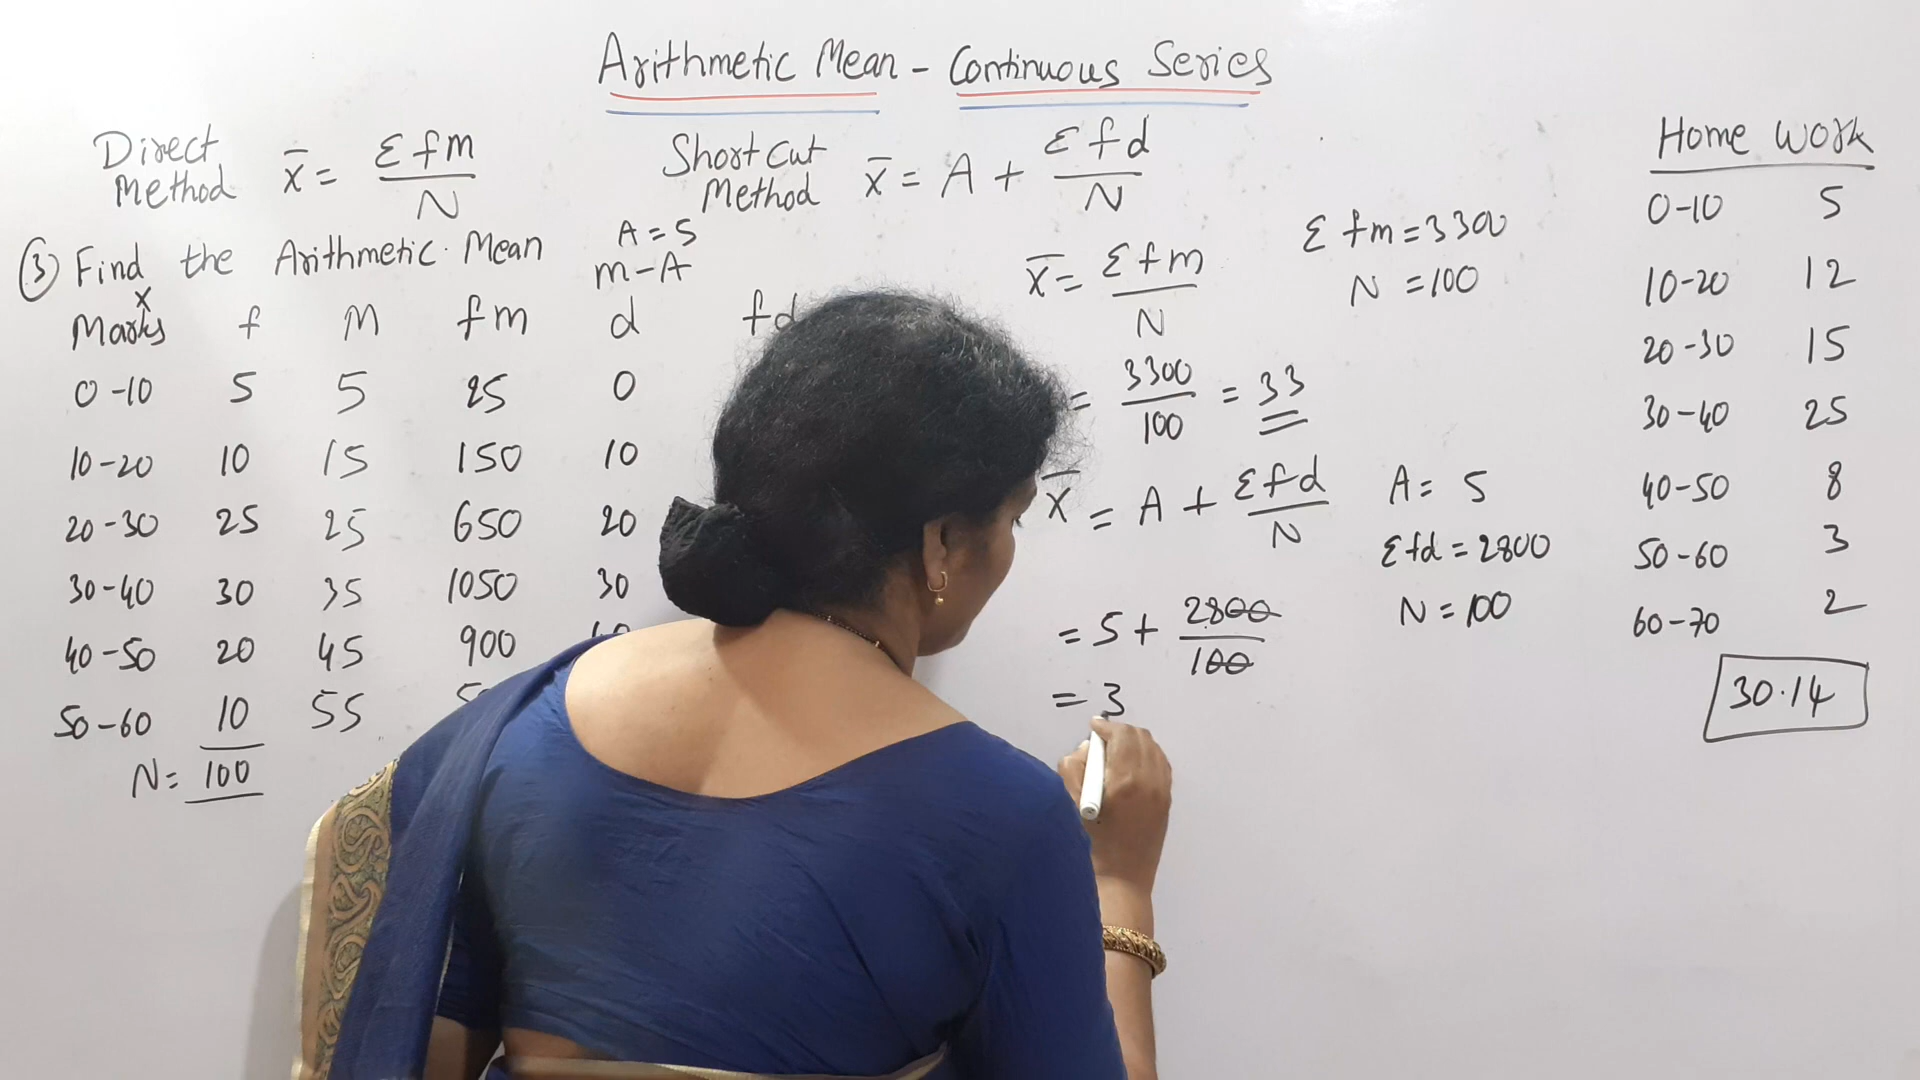 Arithmetic Mean - Continuous Series
Direct Method x̄ = Σfm / N
Short Cut Method x̄ = A + Σfd / N
③ Find the Arithmetic Mean
A = 5
m - A
x
Marks f M fm d fd
0-10 5 5 25 0
10-20 10 15 150 10
20-30 25 25 650 20
30-40 30 35 1050 30
40-50 20 45 900
50-60 10 55
N = 100
x̄ = Σfm / N
Σfm = 3300
N = 100
= 3300 / 100 = 33
x̄ = A + Σfd / N
A = 5
Σfd = 2800
N = 100
= 5 + 2800 / 100
= 3
Home Work
0-10 5
10-20 12
20-30 15
30-40 25
40-50 8
50-60 3
60-70 2
30.14